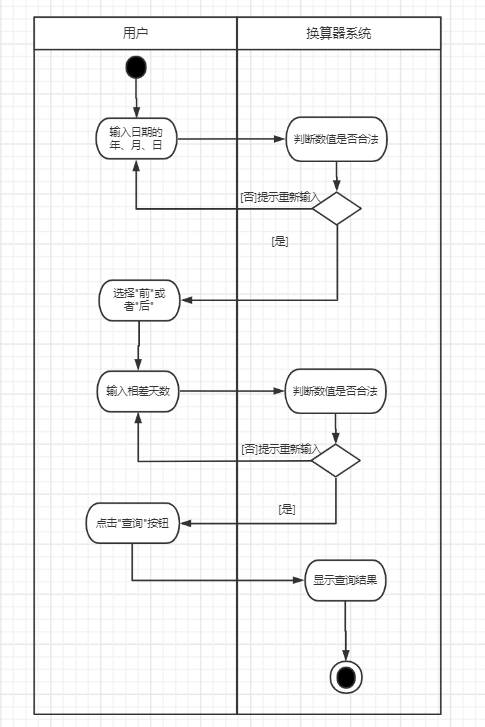 用户
换算器系统
输入日期的
年、月、日
判断数值是否合法
[否]提示重新输入
[是]
选择"前"或
者"后"
输入相差天数
判断数值是否合法
[否]提示重新输入
[是]
点击"查询"按钮
显示查询结果